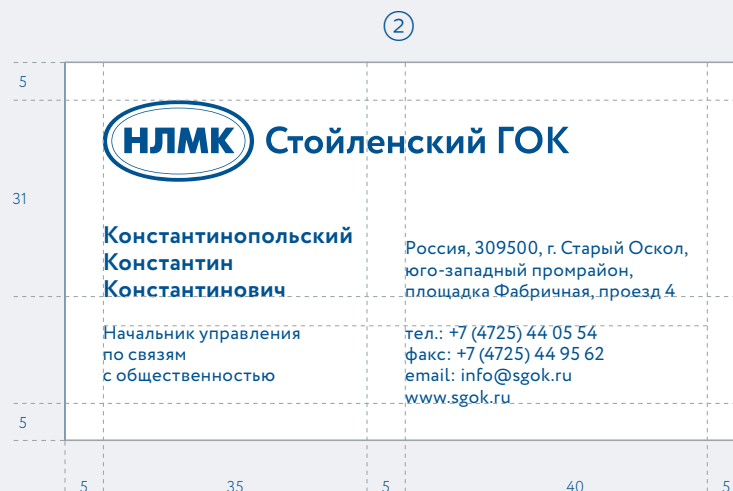 2
5
НЛМК Стойленский ГОК
31
Константинопольский
Константин
Константинович
Россия, 309500, г. Старый Оскол,
юго-западный промрайон,
площадка Фабричная, проезд 4
Начальник управления
по связям
с общественностью
тел.: +7 (4725) 44 05 54
факс: +7 (4725) 44 95 62
email: info@sgok.ru
www.sgok.ru
5
5 35 5 40 5